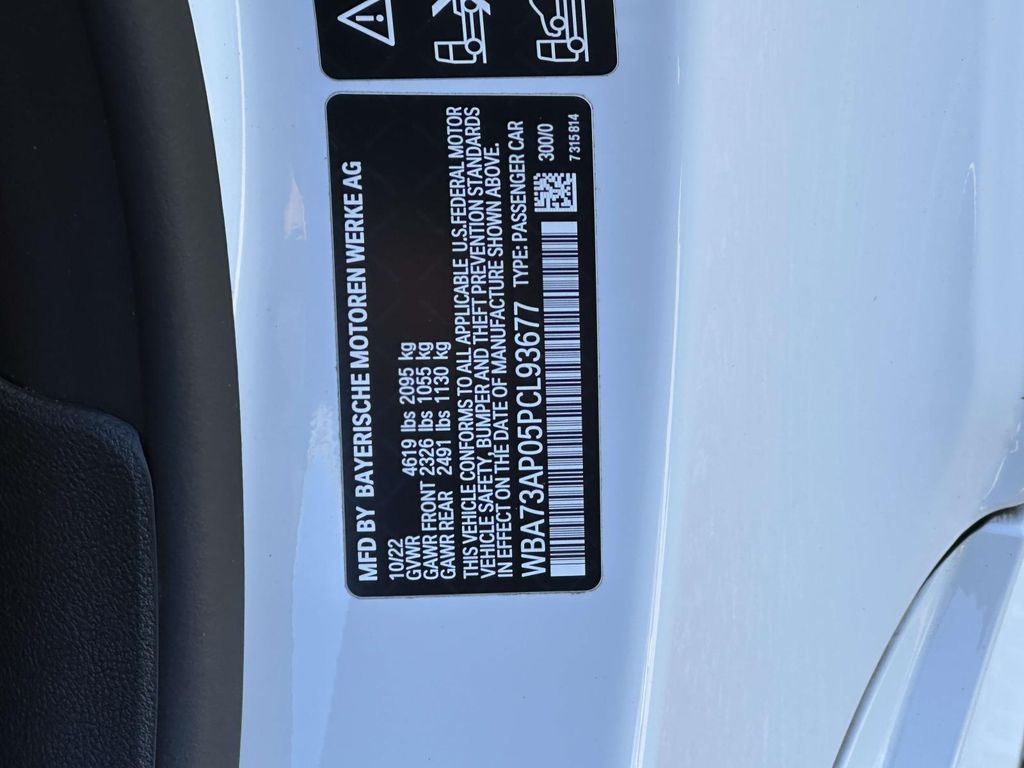 MFD BY BAYERISCHE MOTOREN WERKE AG
10/22
GVWR 4619 lbs 2095 kg
GAWR FRONT 2326 lbs 1055 kg
GAWR REAR 2491 lbs 1130 kg
THIS VEHICLE CONFORMS TO ALL APPLICABLE U.S.FEDERAL MOTOR
VEHICLE SAFETY, BUMPER AND THEFT PREVENTION STANDARDS
IN EFFECT ON THE DATE OF MANUFACTURE SHOWN ABOVE.
WBA73AP05PCL93677 TYPE: PASSENGER CAR
300/0
7315814